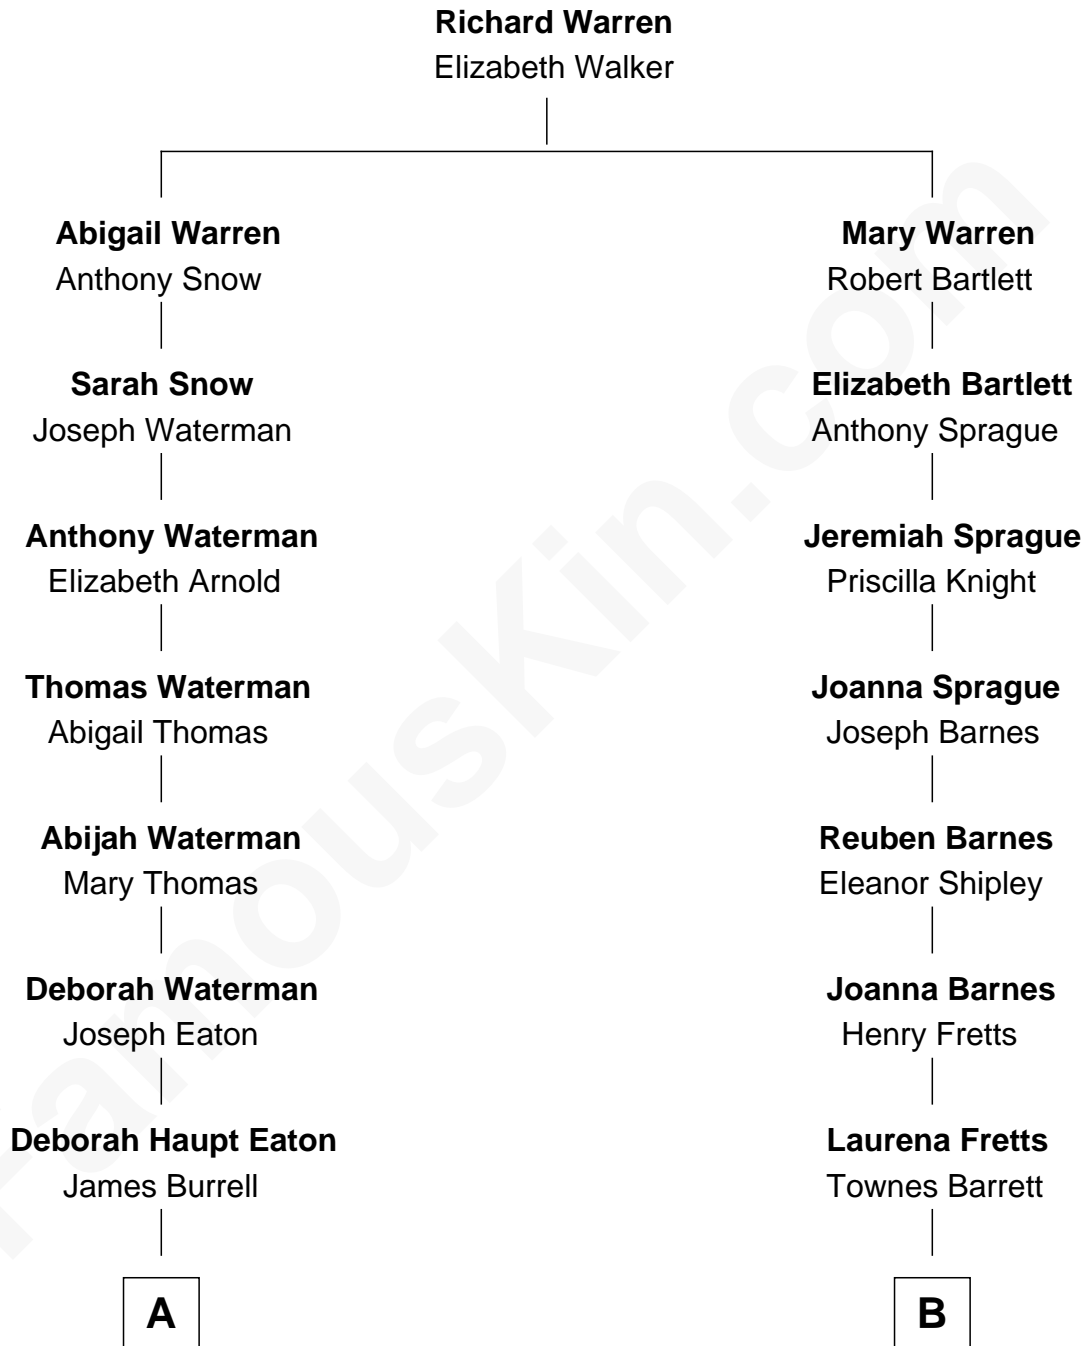 Richard Warren
Elizabeth Walker
Abigail Warren
Anthony Snow
Mary Warren
Robert Bartlett
Sarah Snow
Joseph Waterman
Elizabeth Bartlett
Anthony Sprague
Anthony Waterman
Elizabeth Arnold
Jeremiah Sprague
Priscilla Knight
Thomas Waterman
Abigail Thomas
Joanna Sprague
Joseph Barnes
Abijah Waterman
Mary Thomas
Reuben Barnes
Eleanor Shipley
Deborah Waterman
Joseph Eaton
Joanna Barnes
Henry Fretts
Deborah Haupt Eaton
James Burrell
Laurena Fretts
Townes Barrett
A
B
FamousKin.com